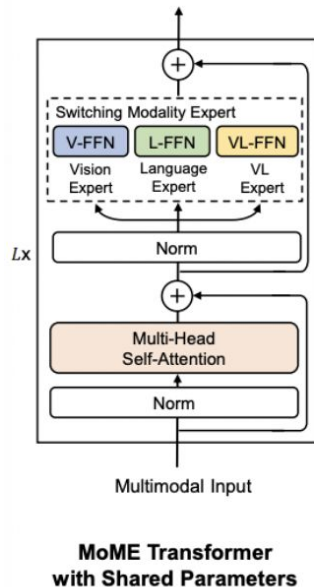 +
Switching Modality Expert
V-FFN L-FFN VL-FFN
Vision Expert Language Expert VL Expert
Norm
Lx
+
Multi-Head
Self-Attention
Norm
Multimodal Input
MoME Transformer
with Shared Parameters